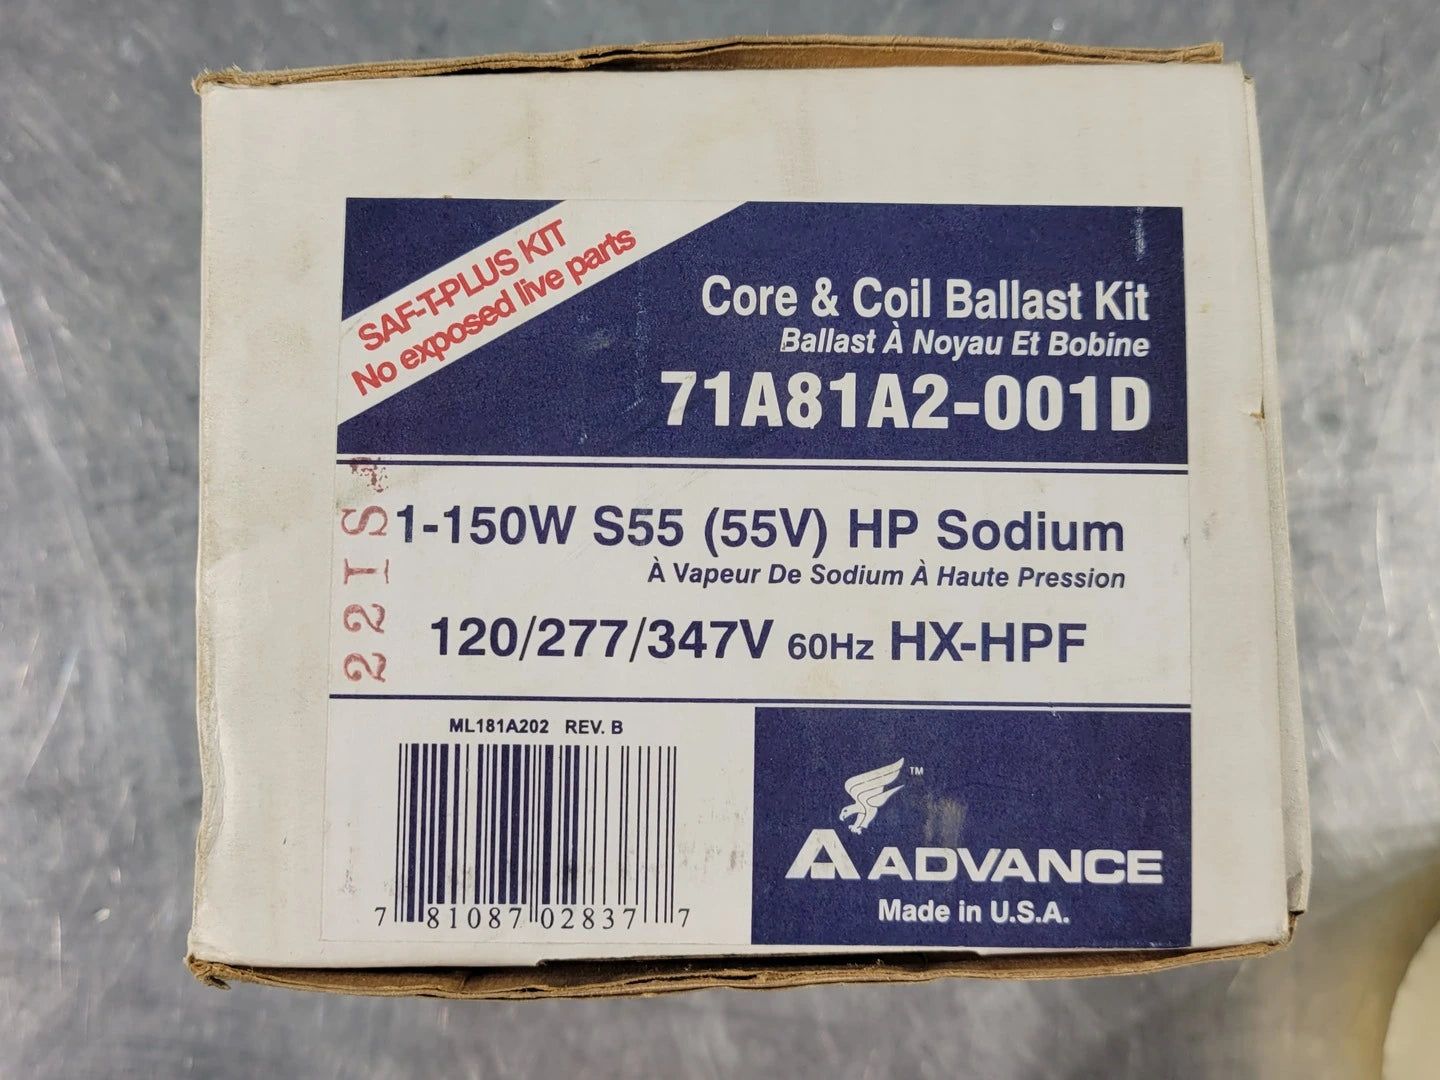 SAF-T-PLUS KIT
No exposed live parts
Core & Coil Ballast Kit
Ballast À Noyau Et Bobine
71A81A2-001D
1-150W S55 (55V) HP Sodium
À Vapeur De Sodium À Haute Pression
120/277/347V 60Hz HX-HPF
22IS
ML181A202 REV. B
7 81087 02837 7
TM
ADVANCE
Made in U.S.A.